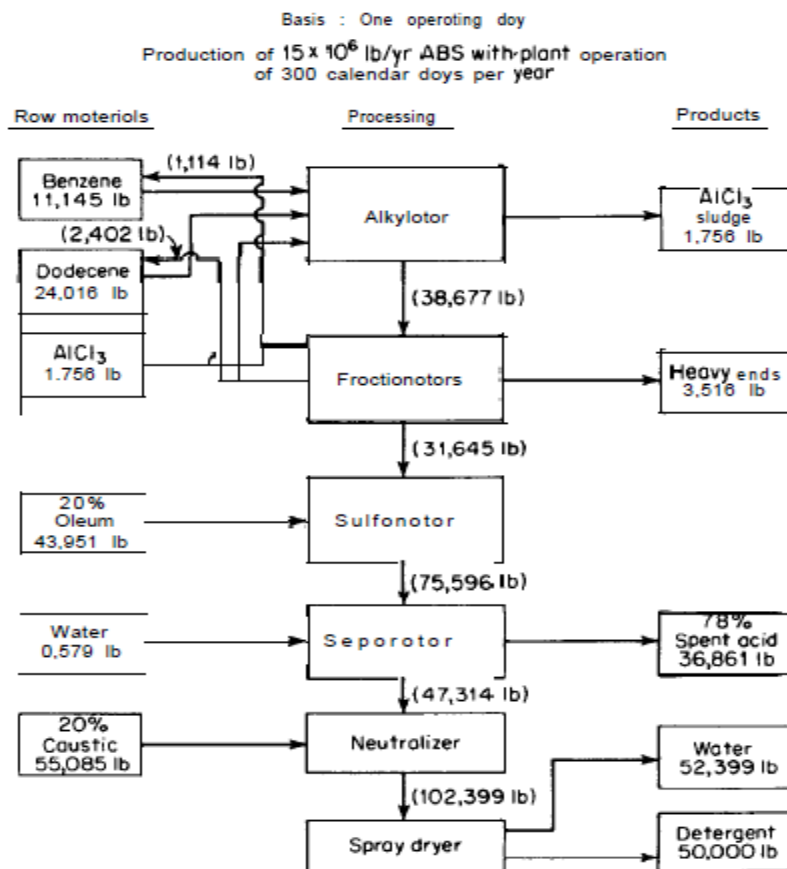 Basis : One operoting doy
Production of 15 x 10⁶ lb/yr ABS with-plant operation
of 300 calendar doys per year
Row moteriols
Processing
Products
(1,114 lb)
Benzene
11,145 lb
Alkylotor
AlCl₃
sludge
1,756 lb
(2,402 lb)
Dodecene
24,016 lb
(38,677 lb)
AlCl₃
1.756 lb
Froctionotors
Heavy ends
3,516 lb
(31,645 lb)
20%
Oleum
43,951 lb
Sulfonotor
(75,596 lb)
Water
0,579 lb
Seporotor
78%
Spent acid
36,861 lb
(47,314 lb)
20%
Caustic
55,085 lb
Neutralizer
Water
52,399 lb
(102,399 lb)
Spray dryer
Detergent
50,000 lb